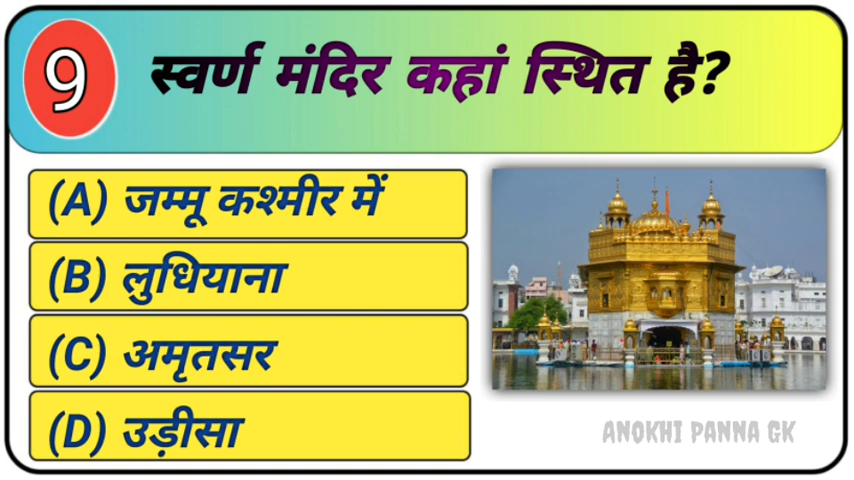 9
स्वर्ण मंदिर कहां स्थित है?
(A) जम्मू कश्मीर में
(B) लुधियाना
(C) अमृतसर
(D) उड़ीसा
ANOKHI PANNA GK